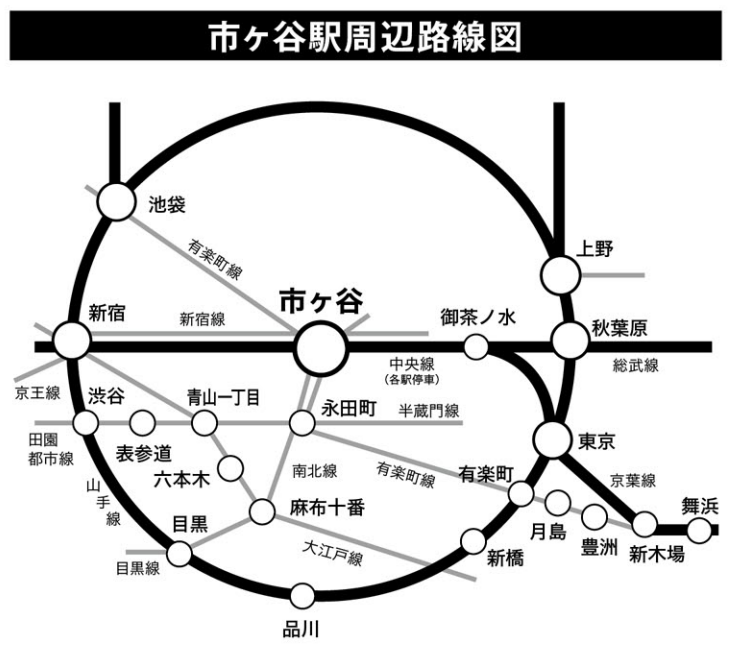 市ヶ谷駅周辺路線図
池袋
有楽町線
上野
市ヶ谷
新宿
新宿線
御茶ノ水
秋葉原
中央線
(各駅停車)
総武線
京王線
渋谷
青山一丁目
永田町
半蔵門線
東京
田園
都市線
表参道
六本木
南北線
有楽町線
有楽町
京葉線
山手線
麻布十番
舞浜
目黒
月島
豊洲
新木場
大江戸線
新橋
目黒線
品川